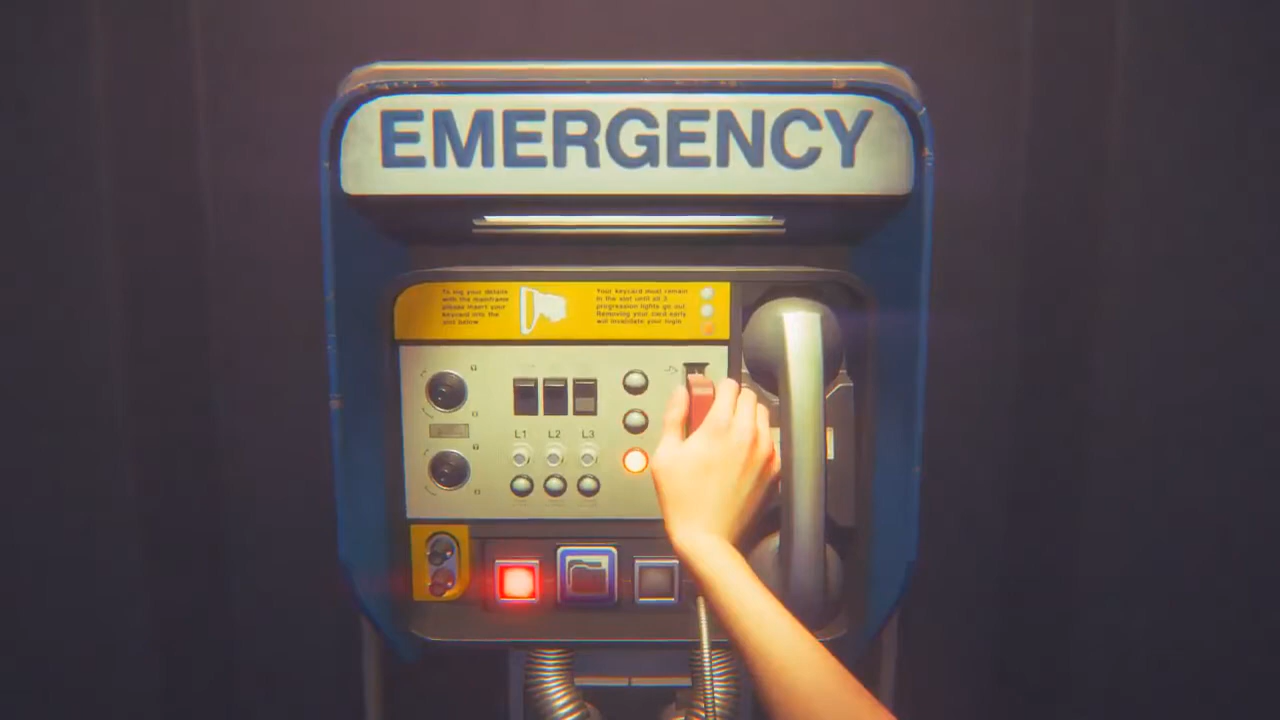 EMERGENCY
To log your details
with the mainframe
please insert your
keycard into the
slot below
Your keycard must remain
in the slot until all 3
progression lights go out
Removing your card early
will invalidate your login
L1 L2 L3